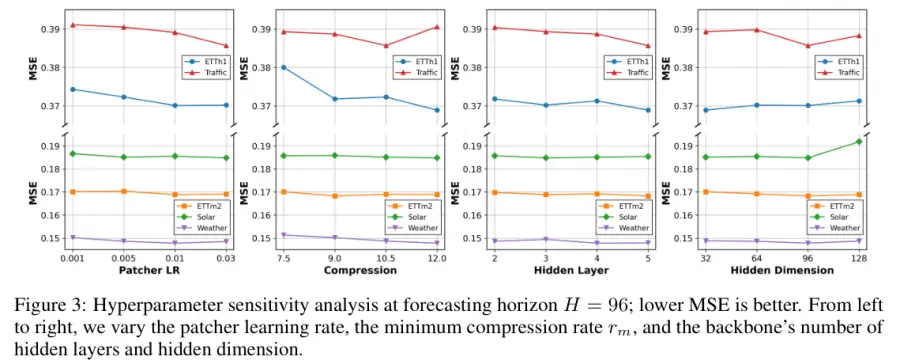 0.39
0.38
0.37
0.19
0.18
0.17
0.16
0.15
MSE
MSE
ETTh1
Traffic
ETTm2
Solar
Weather
0.001 0.005 0.01 0.03
Patcher LR
0.39
0.38
0.37
0.19
0.18
0.17
0.16
0.15
MSE
MSE
ETTh1
Traffic
ETTm2
Solar
Weather
7.5 9.0 10.5 12.0
Compression
0.39
0.38
0.37
0.19
0.18
0.17
0.16
0.15
MSE
MSE
ETTh1
Traffic
ETTm2
Solar
Weather
2 3 4 5
Hidden Layer
0.39
0.38
0.37
0.19
0.18
0.17
0.16
0.15
MSE
MSE
ETTh1
Traffic
ETTm2
Solar
Weather
32 64 96 128
Hidden Dimension
Figure 3: Hyperparameter sensitivity analysis at forecasting horizon H = 96; lower MSE is better. From left
to right, we vary the patcher learning rate, the minimum compression rate rₘ, and the backbone's number of
hidden layers and hidden dimension.